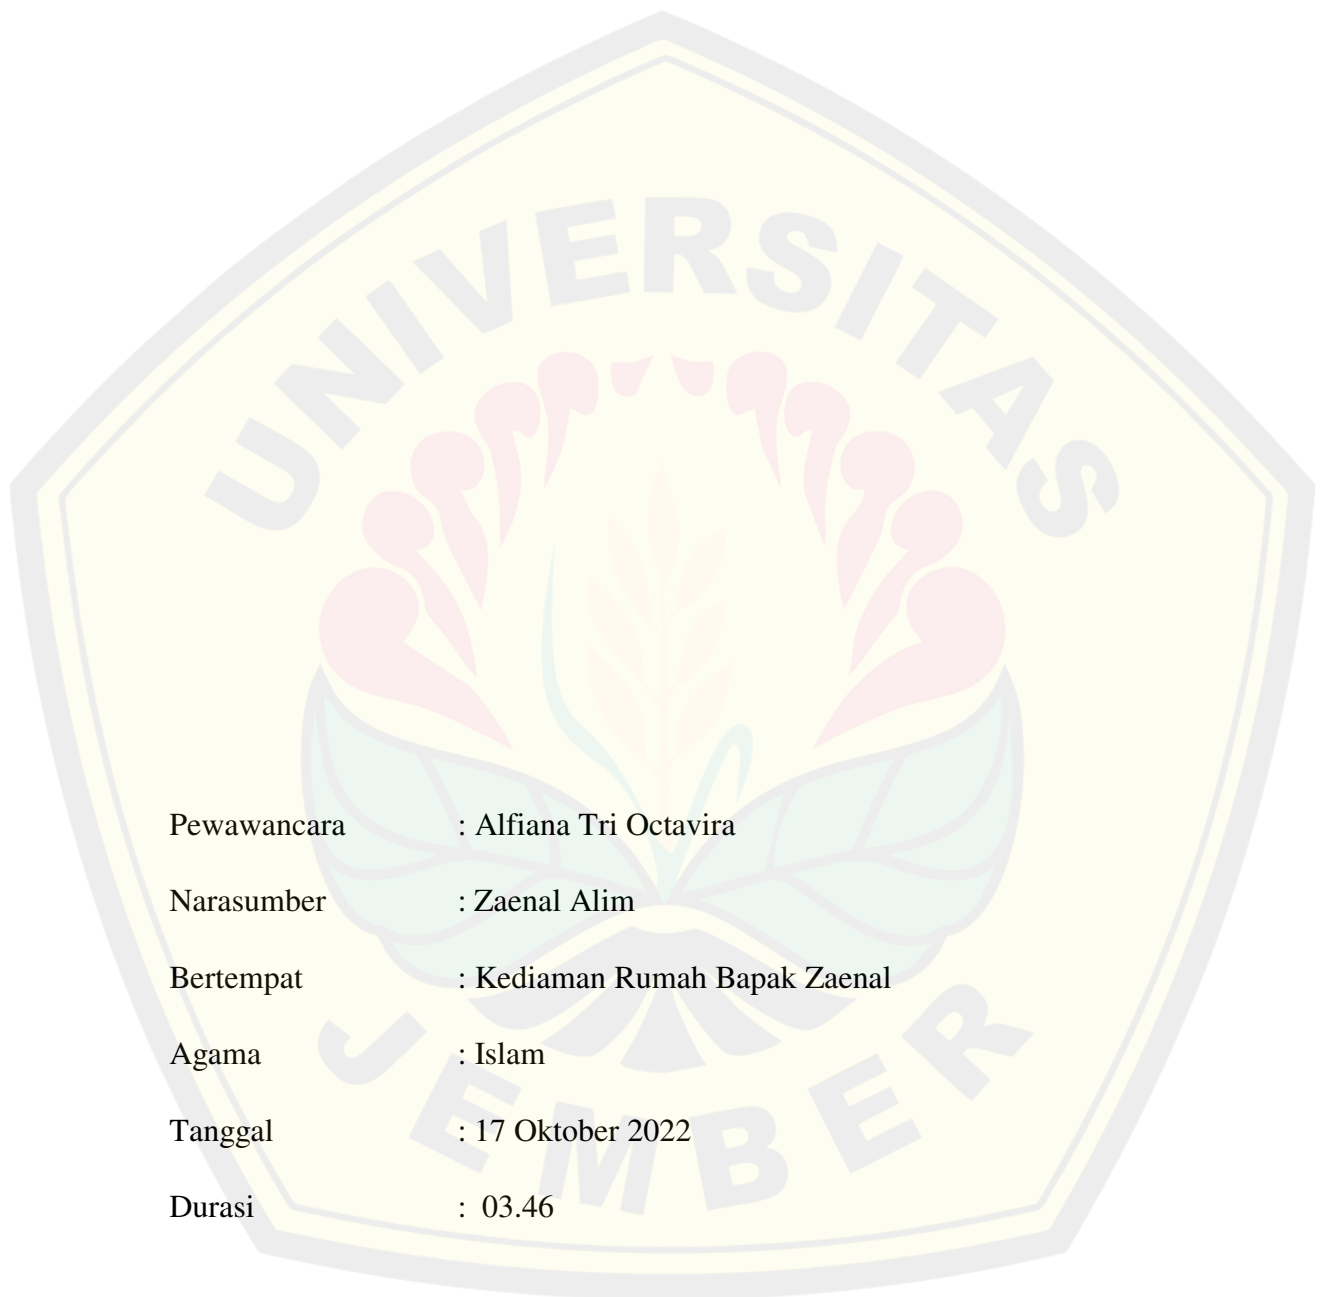 UNIVERSITAS
Pewawancara : Alfiana Tri Octavira
Narasumber : Zaenal Alim
Bertempat : Kediaman Rumah Bapak Zaenal
Agama : Islam
Tanggal : 17 Oktober 2022
Durasi : 03.46
JEMBER